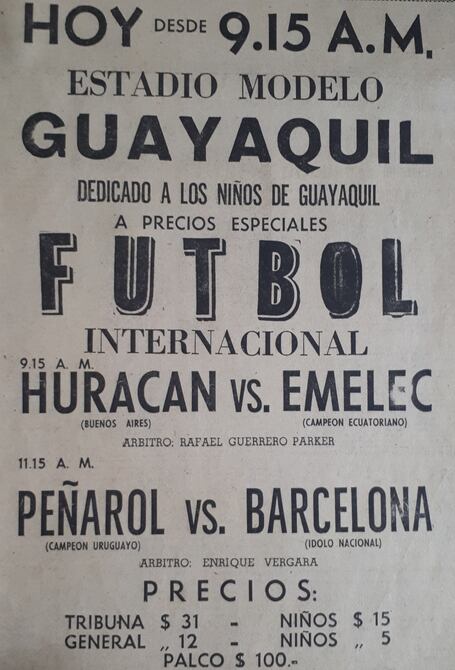 HOY DESDE 9.15 A.M.
ESTADIO MODELO
GUAYAQUIL
DEDICADO A LOS NIÑOS DE GUAYAQUIL
A PRECIOS ESPECIALES
FUTBOL
INTERNACIONAL
9.15 A. M.
HURACAN VS. EMELEC
(BUENOS AIRES) (CAMPEON ECUATORIANO)
ARBITRO: RAFAEL GUERRERO PARKER
11.15 A. M.
PEÑAROL VS. BARCELONA
(CAMPEON URUGUAYO) (IDOLO NACIONAL)
ARBITRO: ENRIQUE VERGARA
PRECIOS:
TRIBUNA $ 31 - NIÑOS $ 15
GENERAL ,, 12 - NIÑOS ,, 5
PALCO $ 100.-